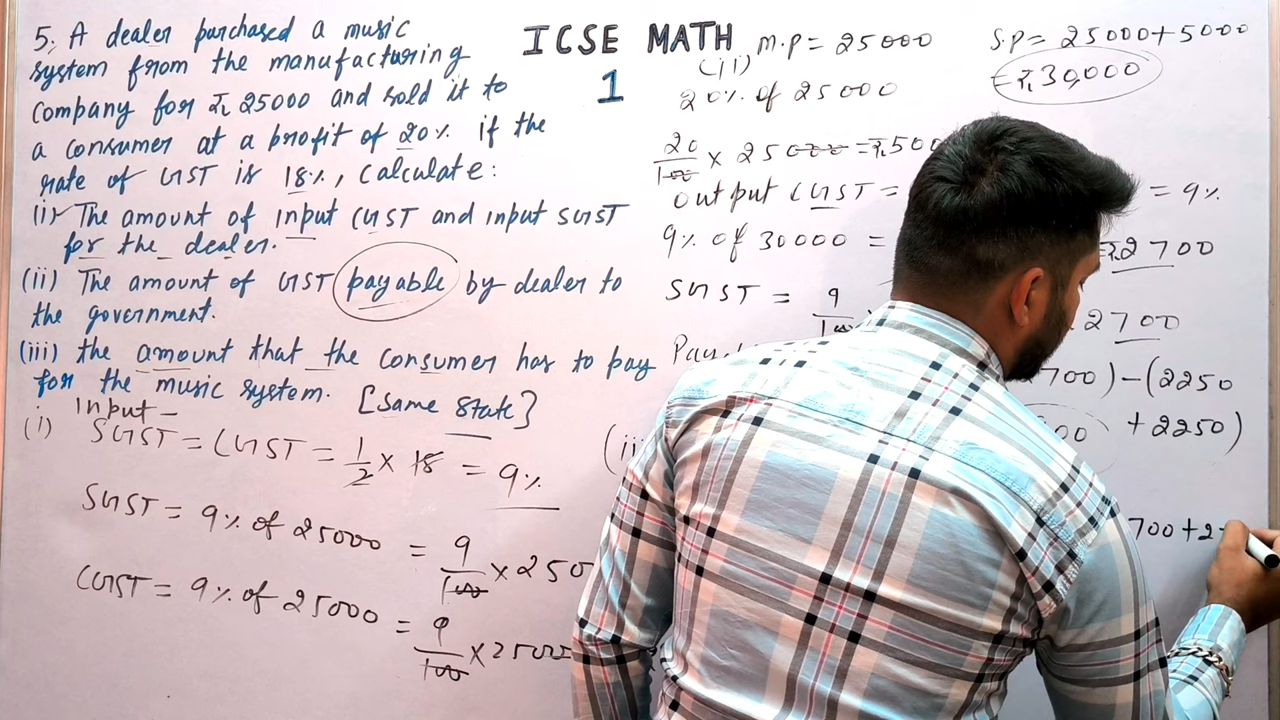 5. A dealer purchased a music
system from the manufacturing
company for ₹ 25000 and sold it to
a consumer at a profit of 20% if the
rate of GST is 18%, calculate:
(i) The amount of input CGST and input SGST
for the dealer.
(ii) The amount of GST payable by dealer to
the government.
(iii) the amount that the consumer has to pay
for the music system. [Same State]
(i) Input -
SGST = CGST = 1/2 × 18 = 9%
SGST = 9% of 25000 = 9/100 × 250
CGST = 9% of 25000 = 9/100 × 25000
ICSE MATH
1
(ii) M.P = 25000
20% of 25000
20/100 × 25000 = ₹500
Output CGST =
= 9%
9% of 30000 =
= ₹2700
SGST = 9/100
2700
700) - (2250
00 + 2250)
(ii
700 + 2
S.P = 25000 + 5000
= ₹30,000